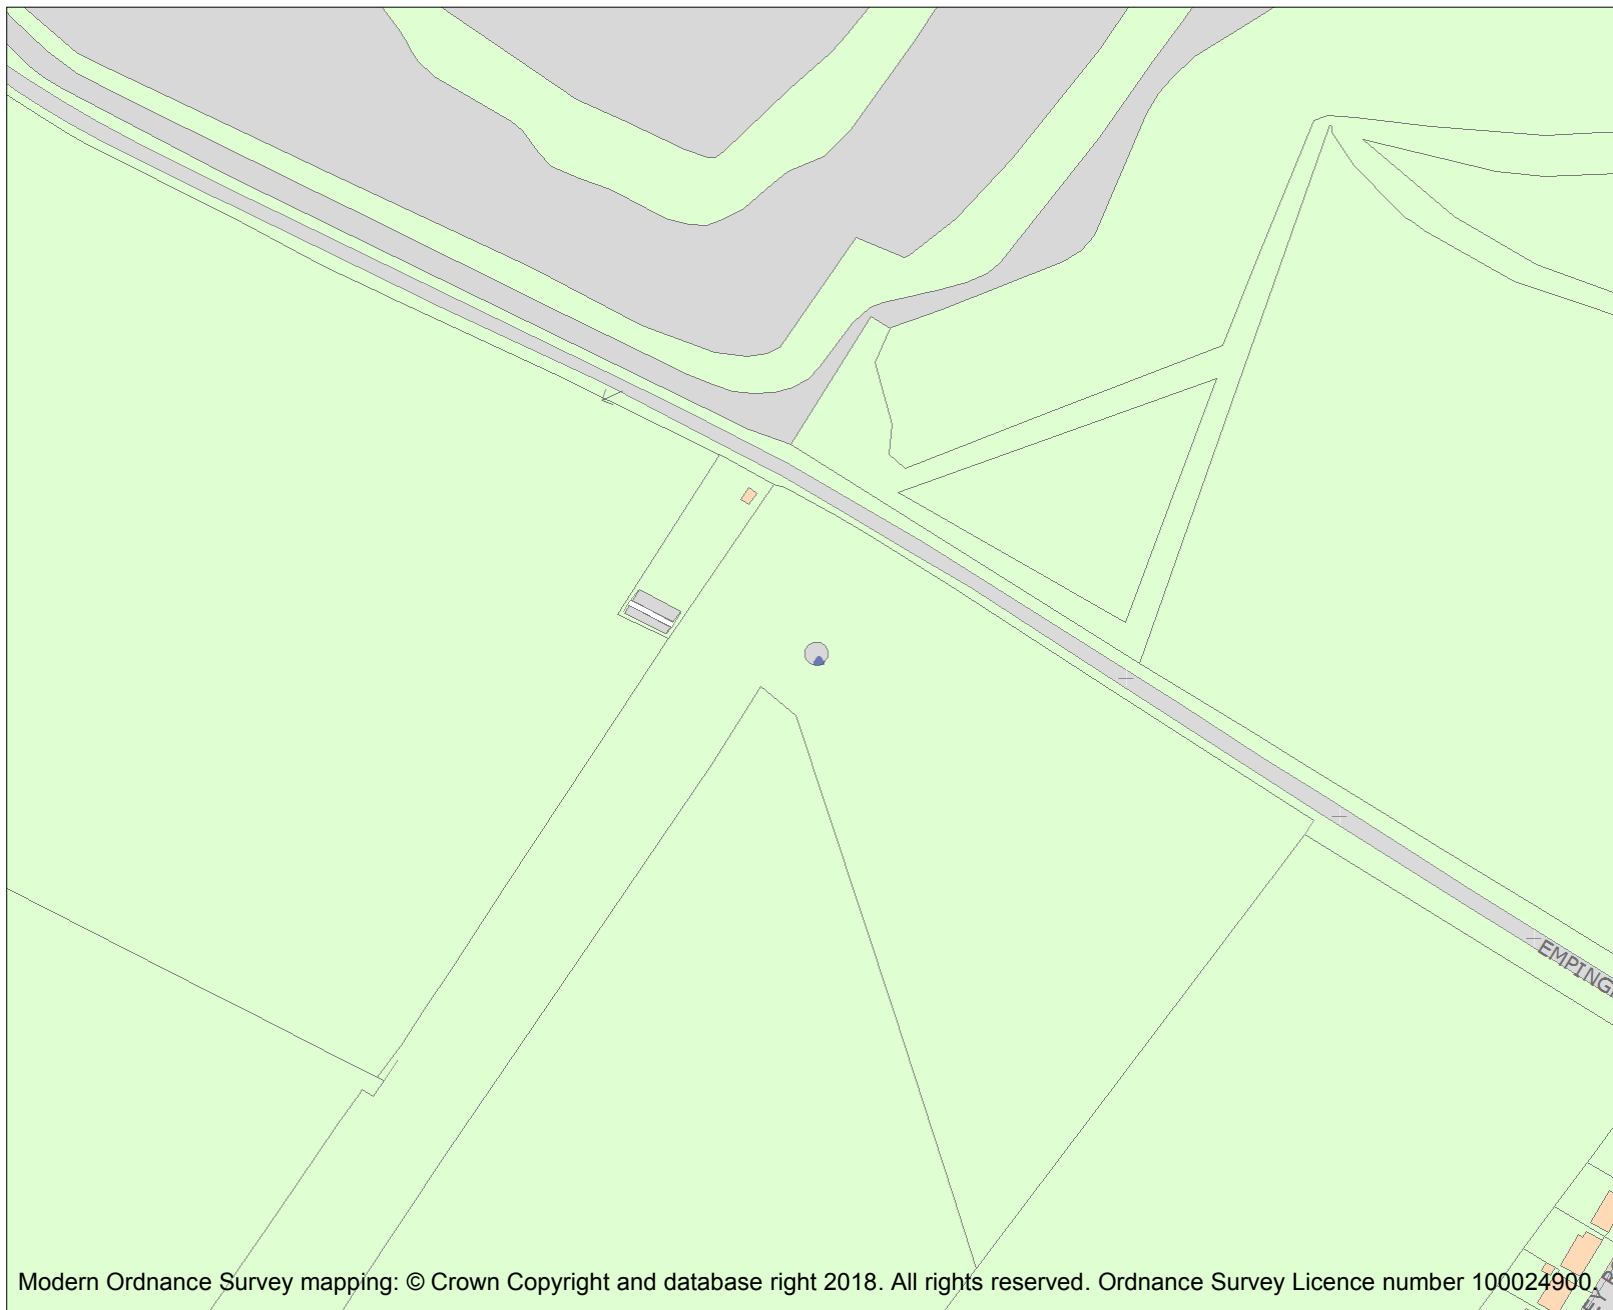 EMPING
Modern Ordnance Survey mapping: © Crown Copyright and database right 2018. All rights reserved. Ordnance Survey Licence number 100024900.